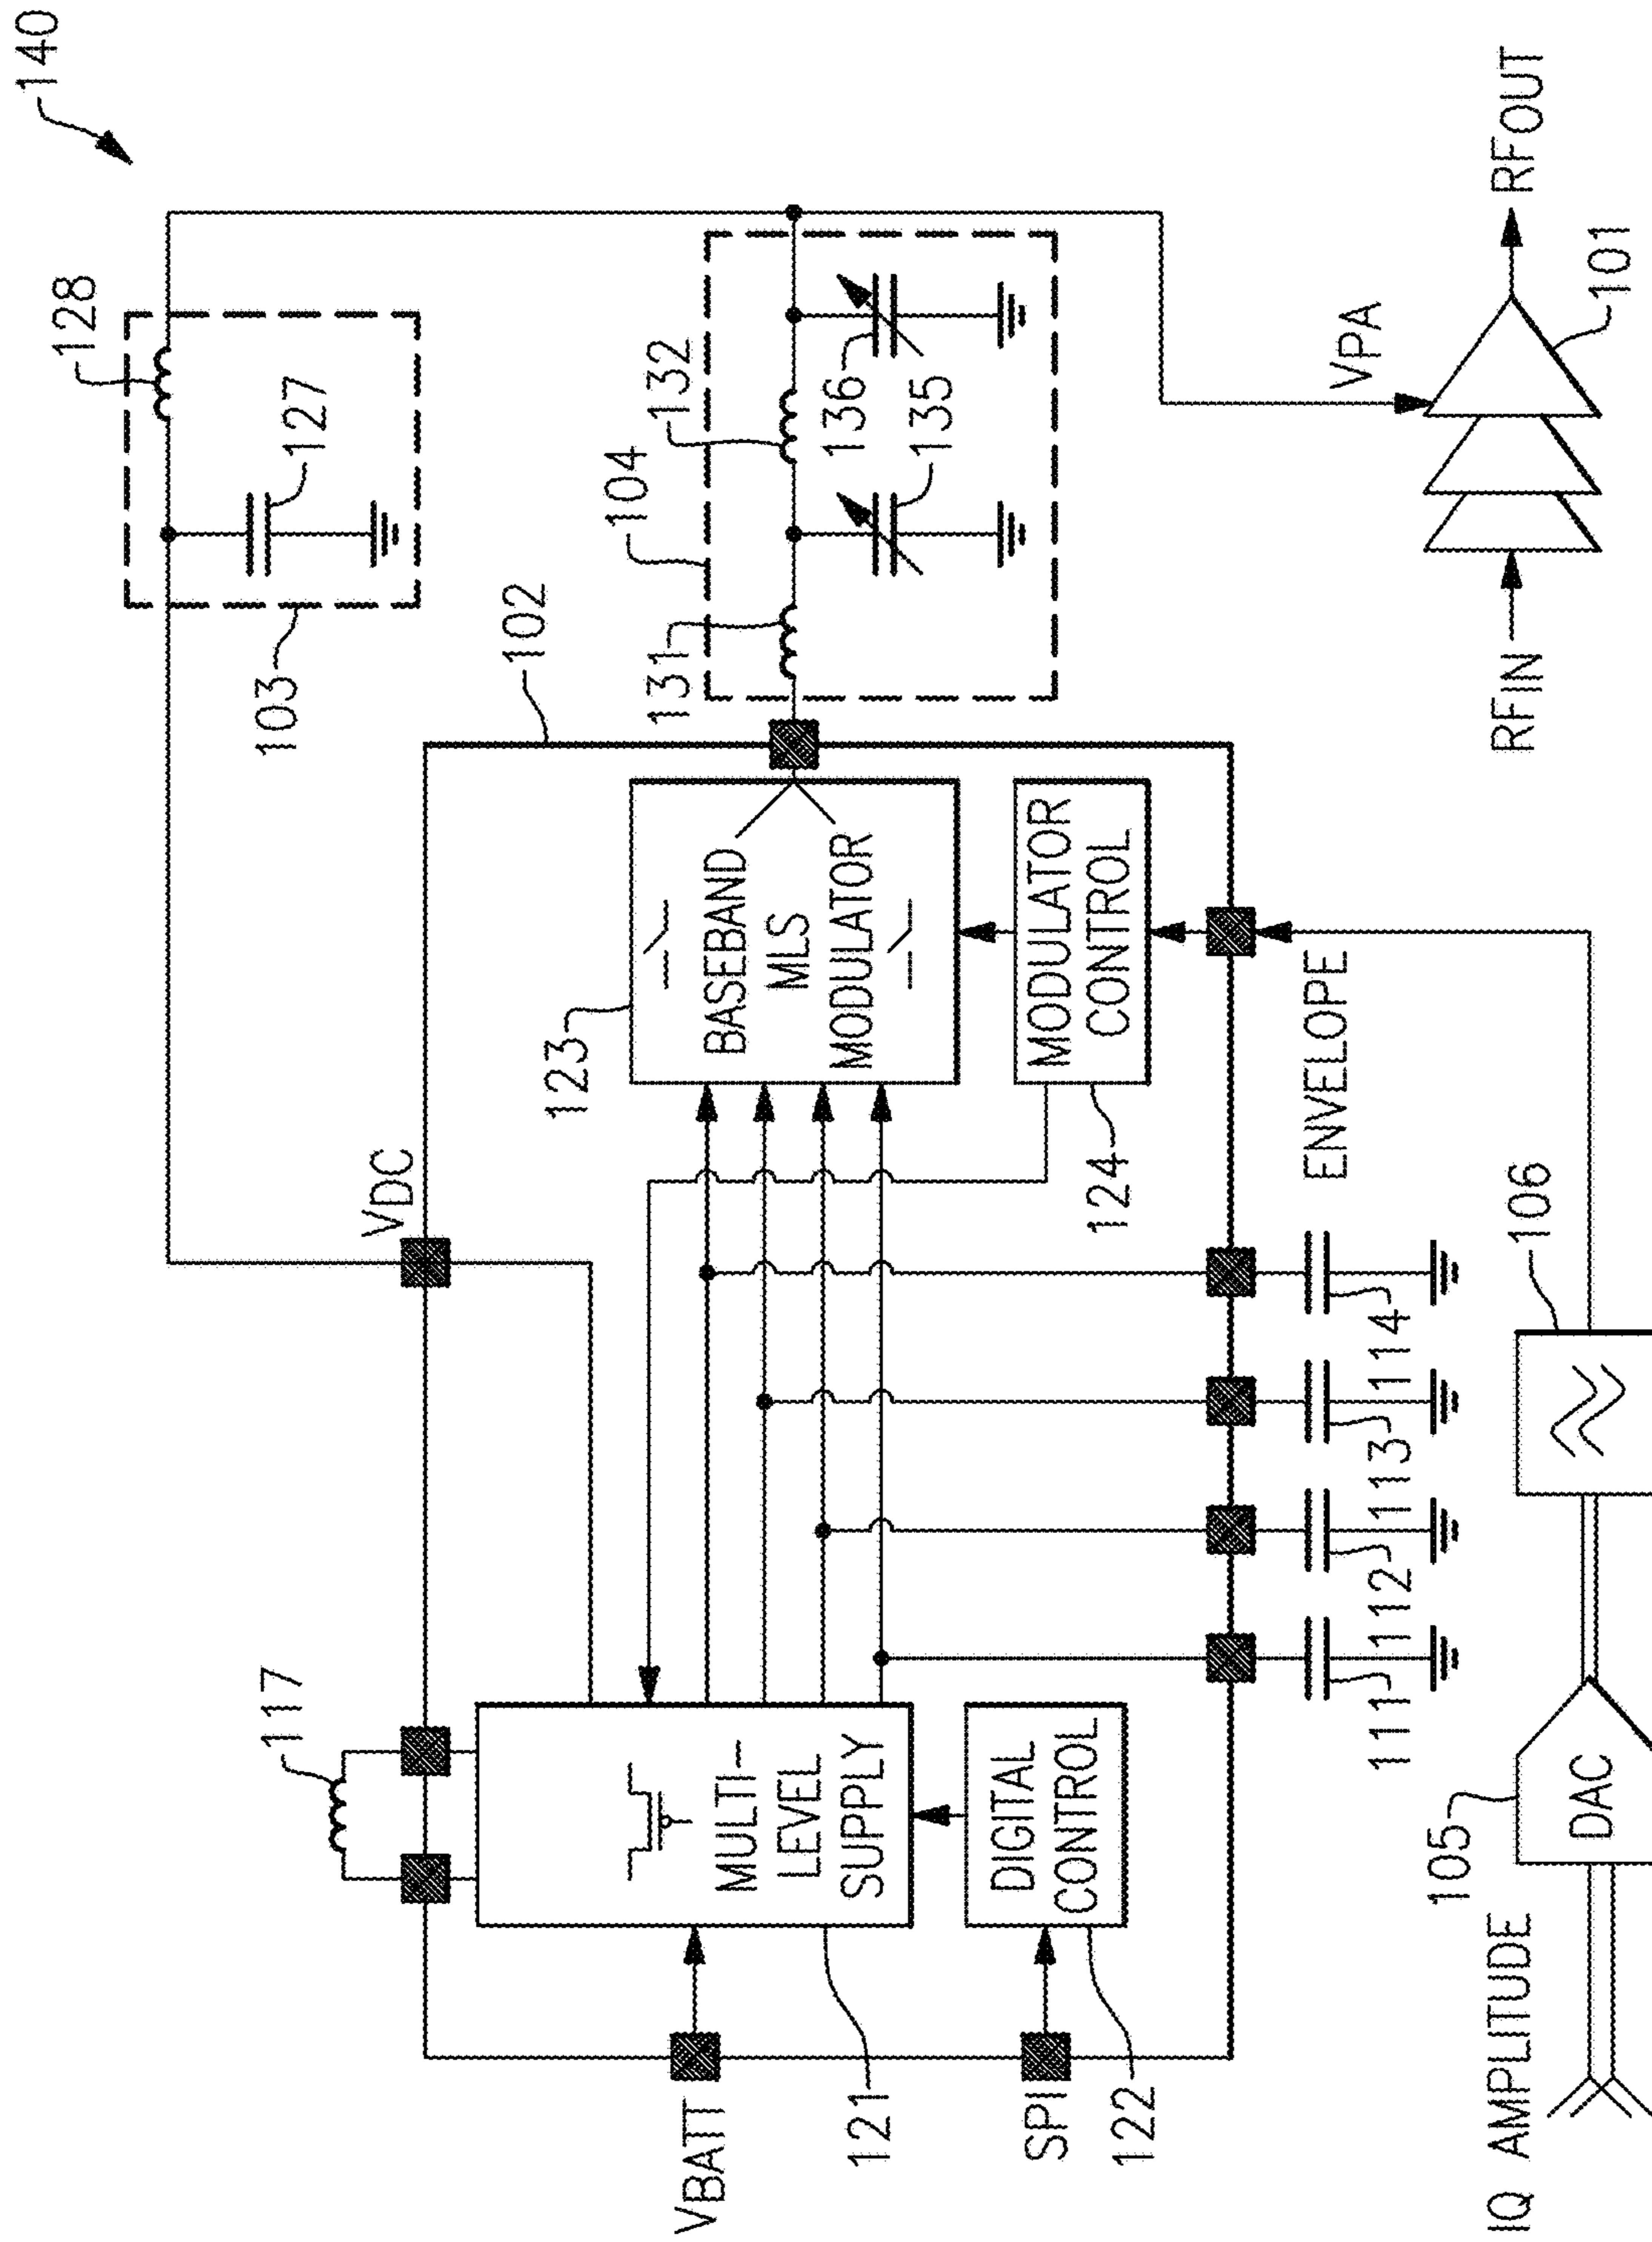 140
128
127
103
VDC
117
102
104
132
131
136
135
123
BASEBAND
MLS
MODULATOR
MULTI-
LEVEL
SUPPLY
VBATT
121
MODULATOR
CONTROL
124
DIGITAL
CONTROL
SPI
122
ENVELOPE
111
112
113
114
VPA
RFIN
RFOUT
101
106
105
DAC
IQ AMPLITUDE